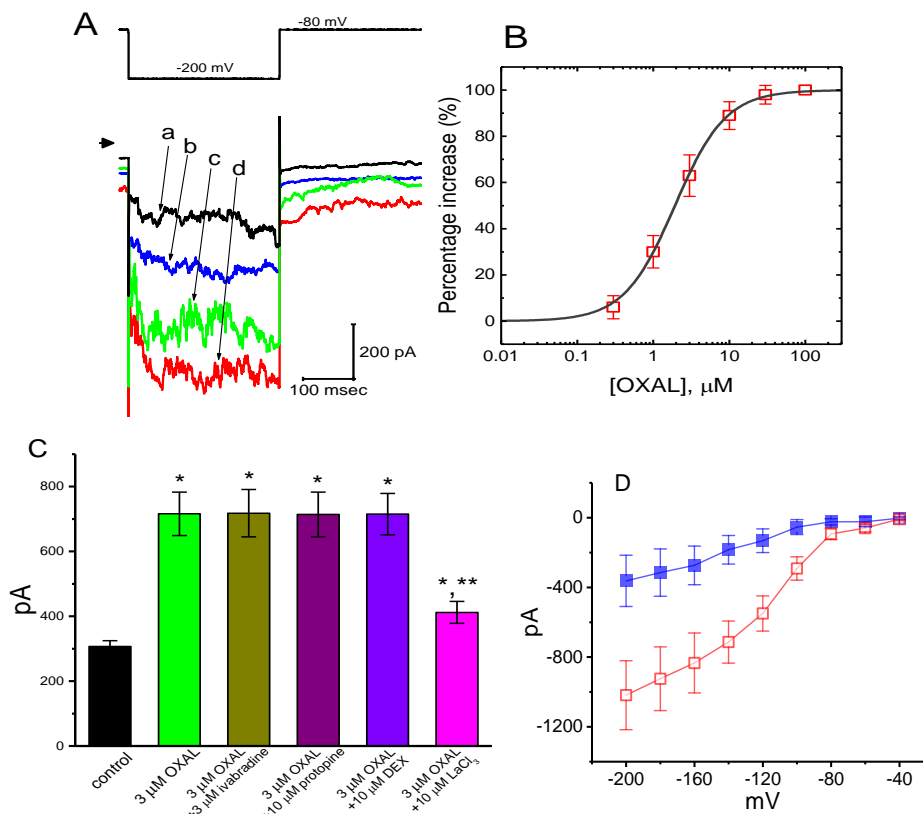 A
-80 mV
-200 mV
a
b
c
d
200 pA
100 msec
B
Percentage increase (%)
100
80
60
40
20
0
0.01 0.1 1 10 100
[OXAL], μM
C
pA
800
600
400
200
0
*
*
*
*
*, **
control
3 μM OXAL
3 μM OXAL
+3 μM ivabradine
3 μM OXAL
+10 μM protopine
3 μM OXAL
+10 μM DEX
3 μM OXAL
+10 μM LaCl3
D
pA
0
-400
-800
-1200
-200 -160 -120 -80 -40
mV